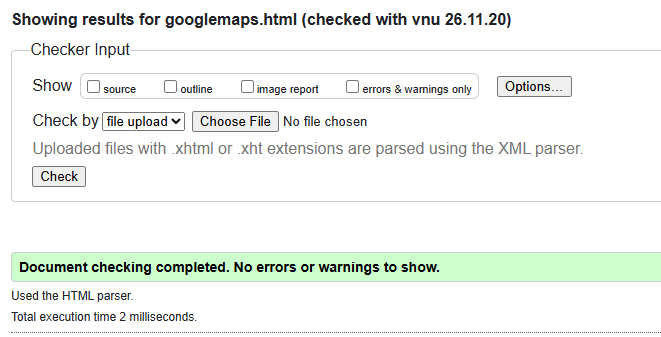 Showing results for googlemaps.html (checked with vnu 26.11.20)
Checker Input
Show source outline image report errors & warnings only Options...
Check by file upload Choose File No file chosen
Uploaded files with .xhtml or .xht extensions are parsed using the XML parser.
Check
Document checking completed. No errors or warnings to show.
Used the HTML parser.
Total execution time 2 milliseconds.